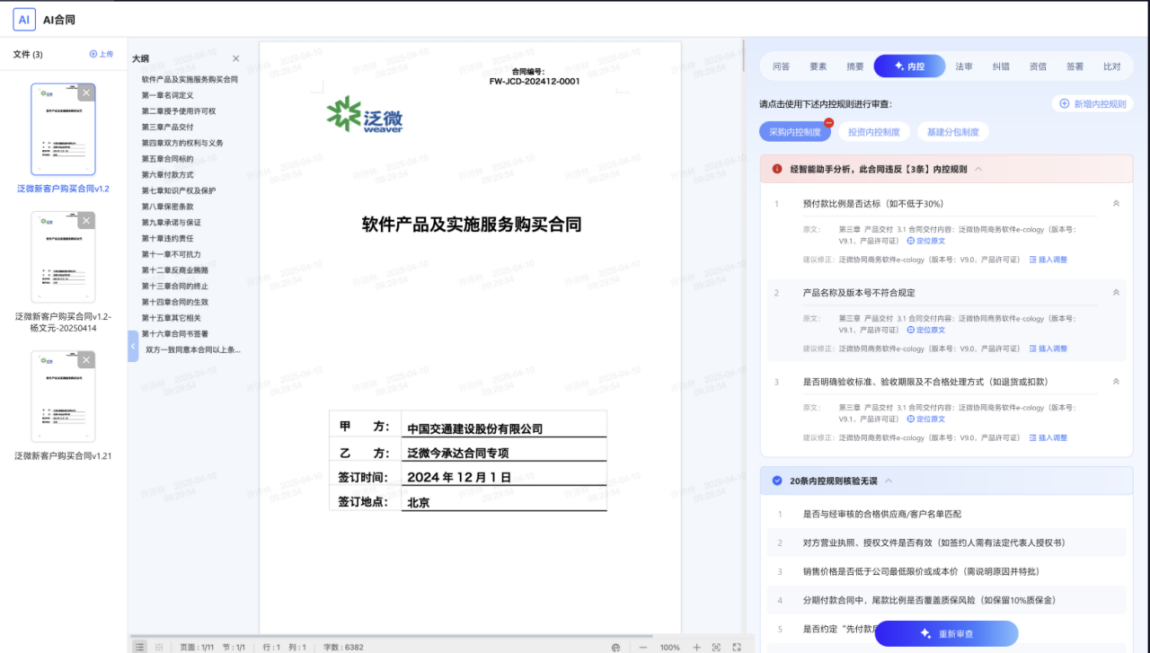 AI AI合同
文件 (3)
上传
泛微新客户购买合同v1.2
泛微新客户购买合同v1.2-
杨文元-20250414
泛微新客户购买合同v1.21
大纲
软件产品及实施服务购买合同
第一章名词定义
第二章授予使用许可权
第三章产品交付
第四章双方的权利与义务
第五章合同标的
第六章付款方式
第七章知识产权及保护
第八章保密条款
第九章承诺与保证
第十章违约责任
第十一章不可抗力
第十二章反商业贿赂
第十三章合同的终止
第十四章合同的生效
第十五章其它相关
第十六章合同书签署
双方一致同意本合同以上条...
合同编号:
FW-JCD-202412-0001
泛微
weaver
软件产品及实施服务购买合同
甲 方: 中国交通建设股份有限公司
乙 方: 泛微今承达合同专项
签订时间: 2024 年 12 月 1 日
签订地点: 北京
页面: 1/11 节: 1/1 行: 1 列: 1 字数: 6382
100%
问答 要素 摘要 内控 法审 纠错 资信 签署 比对
请点击使用下述内控规则进行审查:
新增内控规则
采购内控制度 投资内控制度 基建分包制度
经智能助手分析，此合同违反【3条】内控规则
1 预付款比例是否达标（如不低于30%）
原文: 第三章 产品交付 3.1 合同交付内容: 泛微协同商务软件e-cology（版本号:
V9.1, 产品许可证） 定位原文
建议修正: 泛微协同商务软件e-cology（版本号: V9.0, 产品许可证） 插入调整
2 产品名称及版本号不符合规定
原文: 第三章 产品交付 3.1 合同交付内容: 泛微协同商务软件e-cology（版本号:
V9.1, 产品许可证） 定位原文
建议修正: 泛微协同商务软件e-cology（版本号: V9.0, 产品许可证） 插入调整
3 是否明确验收标准、验收期限及不合格处理方式（如退货或扣款）
原文: 第三章 产品交付 3.1 合同交付内容: 泛微协同商务软件e-cology（版本号:
V9.1, 产品许可证） 定位原文
建议修正: 泛微协同商务软件e-cology（版本号: V9.0, 产品许可证） 插入调整
20条内控规则核验无误
1 是否与经审核的合格供应商/客户名单匹配
2 对方营业执照、授权文件是否有效（如签约人需有法定代表人授权书）
3 销售价格是否低于公司最低限价或成本价（需说明原因并特批）
4 分期付款合同中，尾款比例是否覆盖质保风险（如保留10%质保金）
5 是否约定“先付款后
重新审查